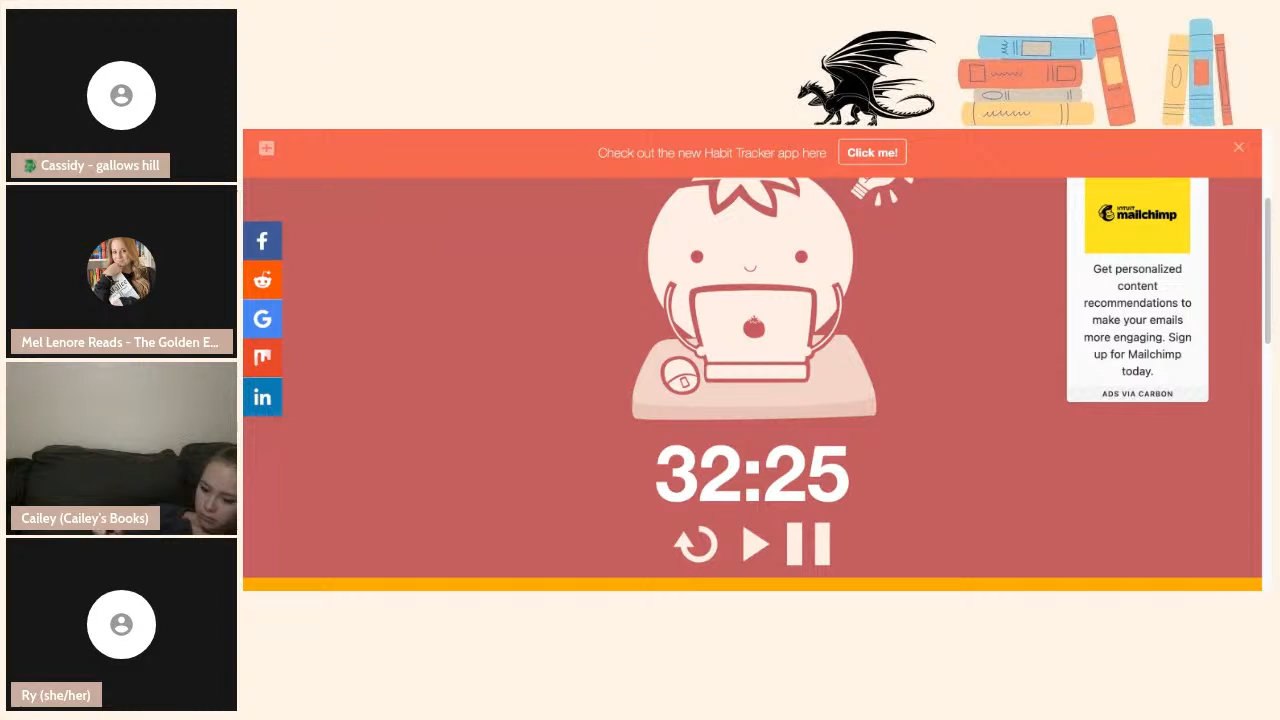 Cassidy - gallows hill
Mel Lenore Reads - The Golden E...
Cailey (Cailey's Books)
Ry (she/her)
Check out the new Habit Tracker app here
Click me!
INTUIT
mailchimp
Get personalized
content
recommendations to
make your emails
more engaging. Sign
up for Mailchimp
today.
ADS VIA CARBON
32:25